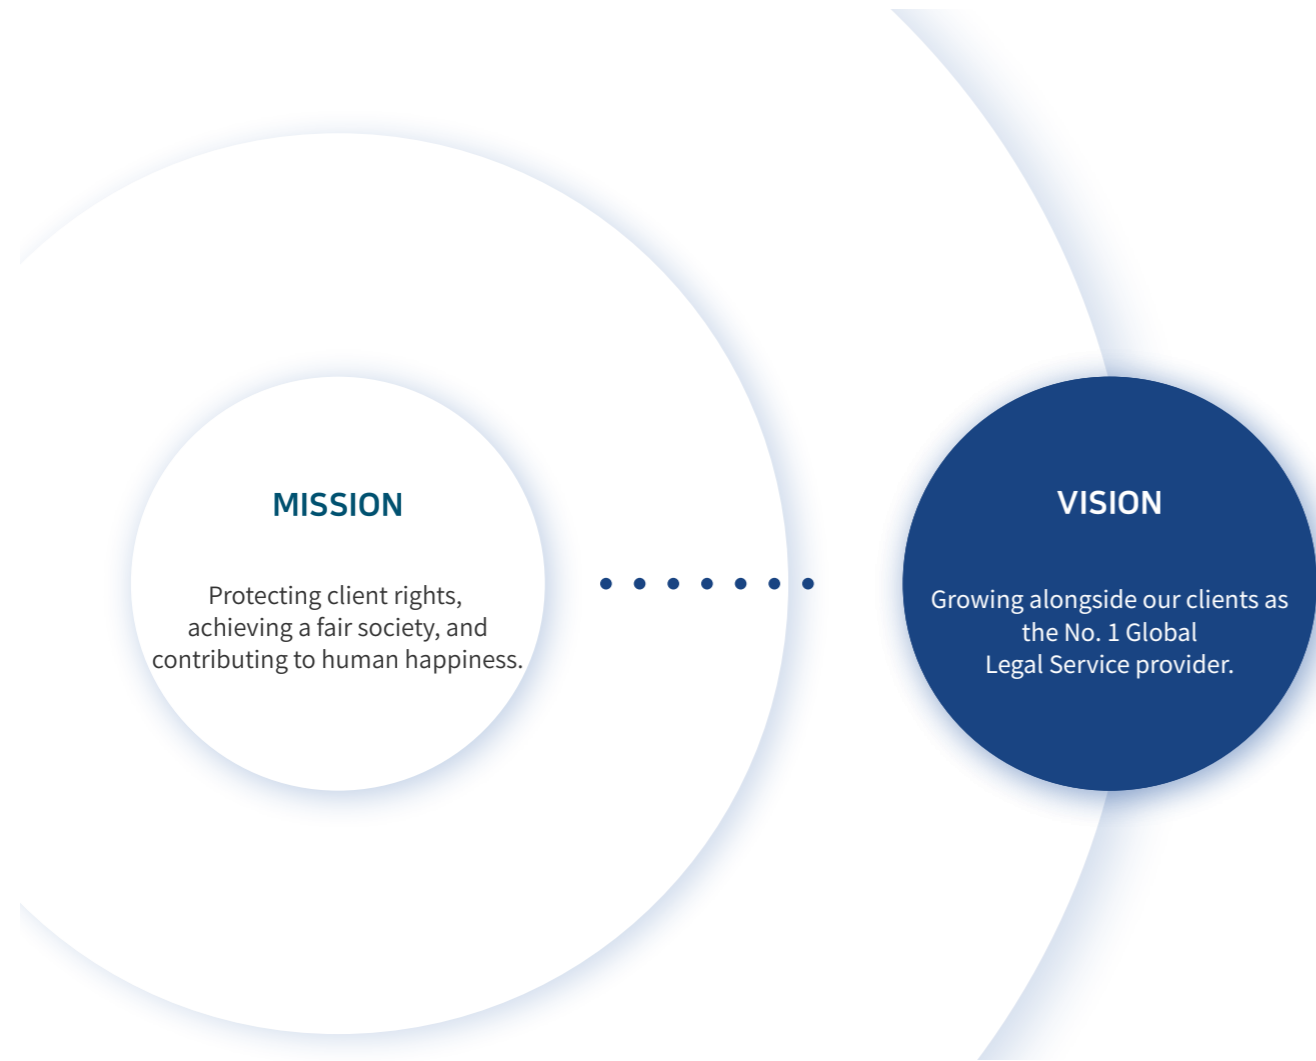 MISSION
Protecting client rights,
achieving a fair society, and
contributing to human happiness.
VISION
Growing alongside our clients as
the No. 1 Global
Legal Service provider.